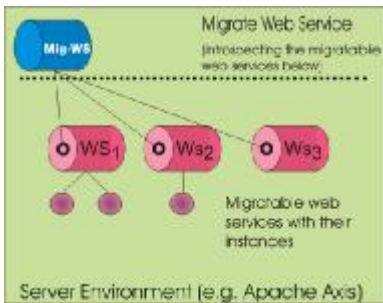 Migrate Web Service
Mig-WS
(introspecting the migratable
web services below)
WS1
Ws2
Ws3
Migratable web
services with their
instances
Server Environment (e.g. Apache Axis)